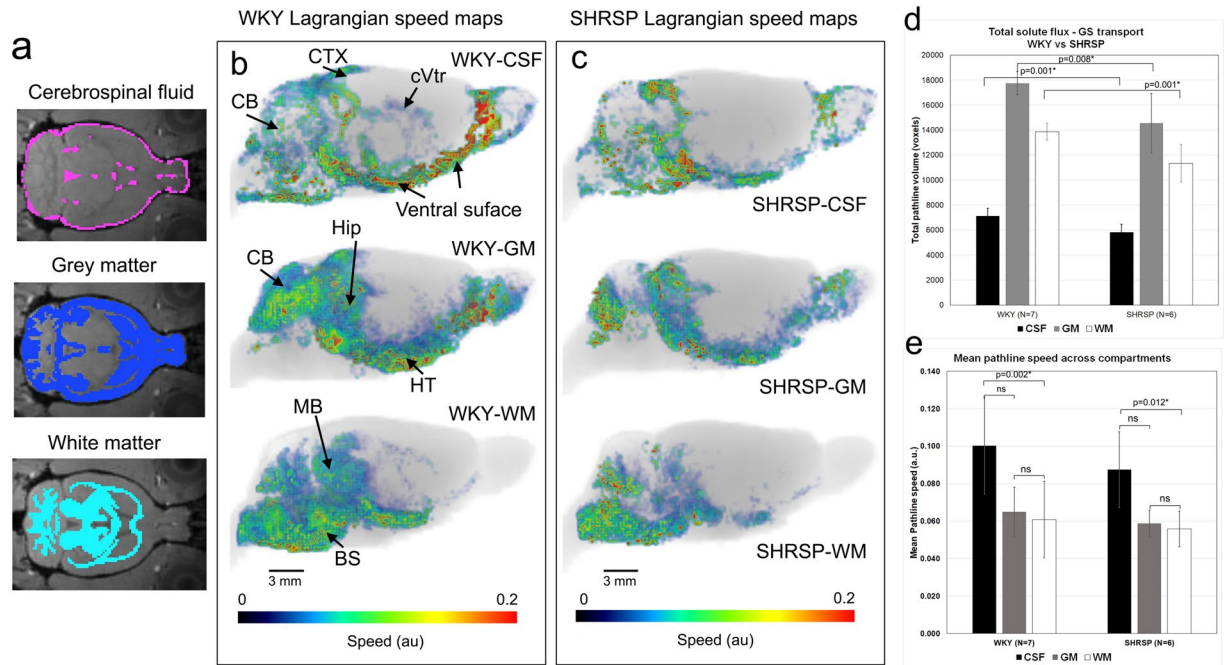 WKY Lagrangian speed maps
SHRSP Lagrangian speed maps
a
Cerebrospinal fluid
Grey matter
White matter
b
CTX
WKY-CSF
cVtr
CB
Ventral suface
Hip
WKY-GM
CB
HT
MB
WKY-WM
BS
3 mm
0
0.2
Speed (au)
c
SHRSP-CSF
SHRSP-GM
SHRSP-WM
3 mm
0
0.2
Speed (au)
d
Total solute flux - GS transport
WKY vs SHRSP
Total pathline volume (voxels)
20000
18000
16000
14000
12000
10000
8000
6000
4000
2000
0
p=0.008*
p=0.001*
p=0.001*
WKY (N=7)
SHRSP (N=6)
CSF
GM
WM
e
Mean pathline speed across compartments
Mean Pathline speed (a.u.)
0.140
0.120
0.100
0.080
0.060
0.040
0.020
0.000
p=0.002*
ns
ns
p=0.012*
ns
ns
WKY (N=7)
SHRSP (N=6)
CSF
GM
WM